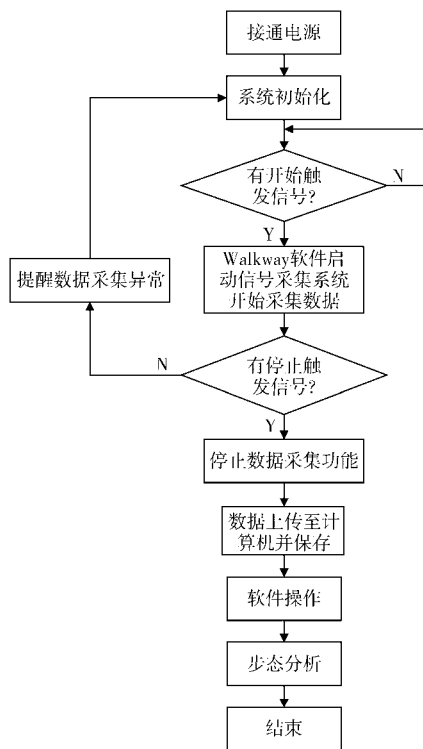 接通电源
系统初始化
有开始触
发信号?
N
Y
Walkway软件启
动信号采集系统
开始采集数据
提醒数据采集异常
N
有停止触
发信号?
Y
停止数据采集功能
数据上传至计
算机并保存
软件操作
步态分析
结束